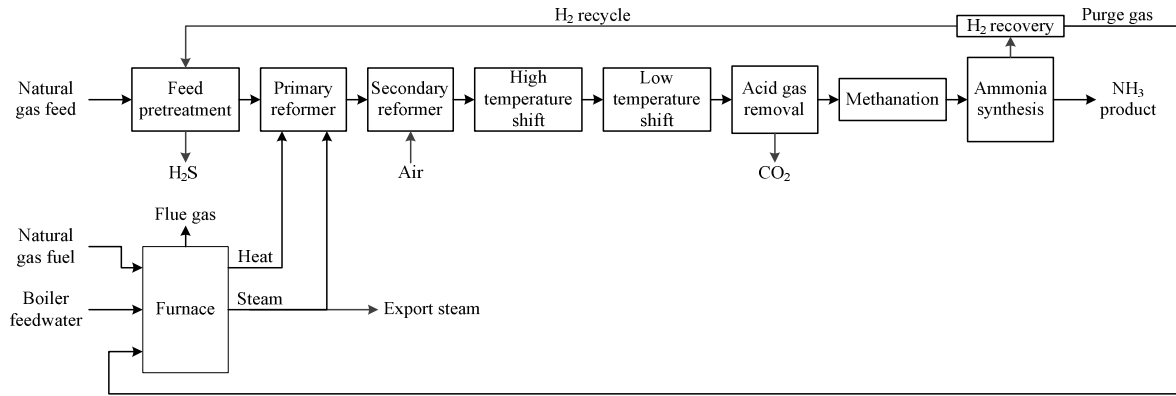 H₂ recycle
H₂ recovery
Purge gas
Natural
gas feed
Feed
pretreatment
Primary
reformer
Secondary
reformer
High
temperature
shift
Low
temperature
shift
Acid gas
removal
Methanation
Ammonia
synthesis
NH₃
product
H₂S
Air
CO₂
Flue gas
Natural
gas fuel
Heat
Boiler
feedwater
Furnace
Steam
Export steam